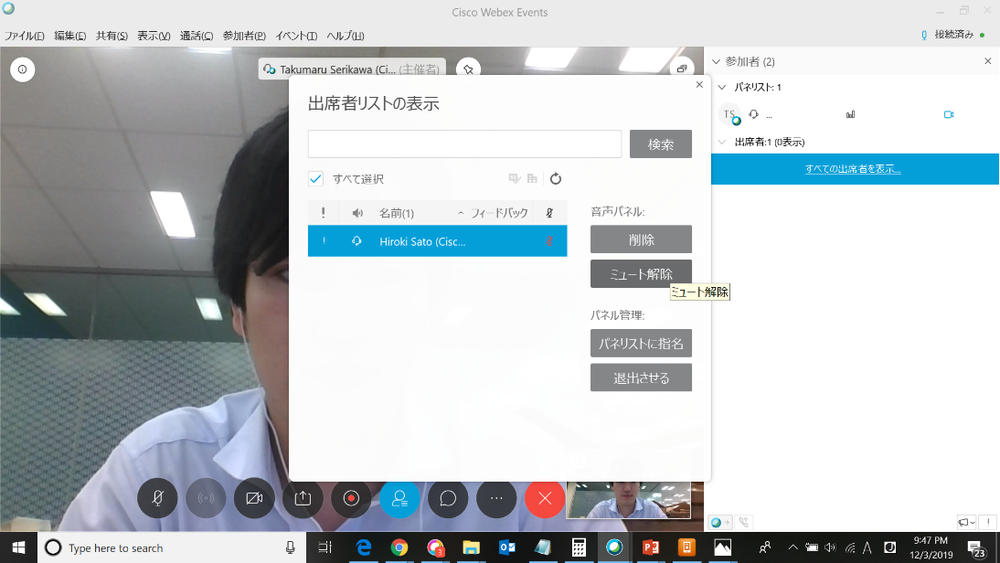 Cisco Webex Events
ファイル(F) 編集(E) 共有(S) 表示(V) 通話(C) 参加者(P) イベント(T) ヘルプ(H)
接続済み
Takumaru Serikawa (Ci... (主催者)
参加者 (2)
パネリスト: 1
TS ...
出席者:1 (0表示)
すべての出席者を表示...
出席者リストの表示
検索
すべて選択
! 名前(1) フィードバック
! Hiroki Sato (Cisc...
音声パネル:
削除
ミュート解除
ミュート解除
パネル管理:
パネリストに指名
退出させる
Type here to search
3
A
9:47 PM
12/3/2019
23